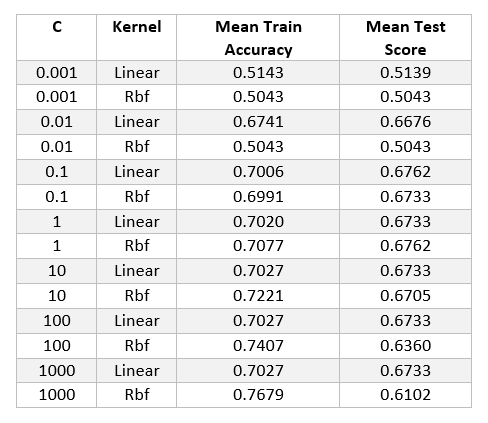 C Kernel Mean Train Accuracy Mean Test Score
0.001 Linear 0.5143 0.5139
0.001 Rbf 0.5043 0.5043
0.01 Linear 0.6741 0.6676
0.01 Rbf 0.5043 0.5043
0.1 Linear 0.7006 0.6762
0.1 Rbf 0.6991 0.6733
1 Linear 0.7020 0.6733
1 Rbf 0.7077 0.6762
10 Linear 0.7027 0.6733
10 Rbf 0.7221 0.6705
100 Linear 0.7027 0.6733
100 Rbf 0.7407 0.6360
1000 Linear 0.7027 0.6733
1000 Rbf 0.7679 0.6102